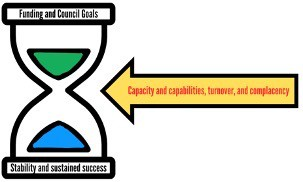 Funding and Council Goals
Capacity and capabilities, turnover, and complacency
Stability and sustained success